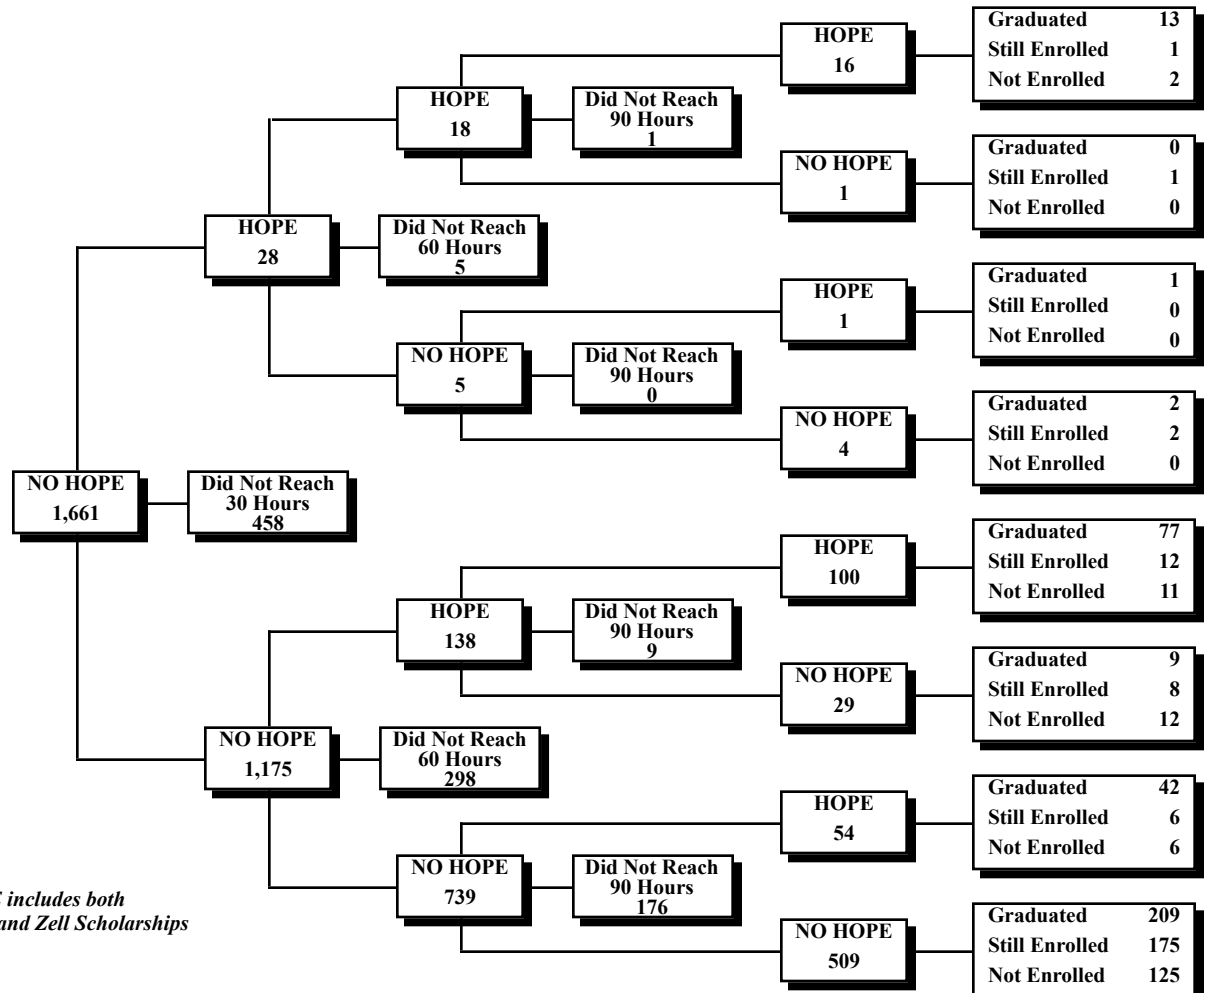 Graduated 13
HOPE
Still Enrolled 1
16
Not Enrolled 2
HOPE
18
Did Not Reach
90 Hours
1
Graduated 0
NO HOPE
Still Enrolled 1
1
Not Enrolled 0
HOPE
28
Did Not Reach
60 Hours
5
Graduated 1
HOPE
Still Enrolled 0
1
Not Enrolled 0
NO HOPE
5
Did Not Reach
90 Hours
0
Graduated 2
NO HOPE
Still Enrolled 2
4
Not Enrolled 0
NO HOPE
1,661
Did Not Reach
30 Hours
458
Graduated 77
HOPE
Still Enrolled 12
100
Not Enrolled 11
HOPE
138
Did Not Reach
90 Hours
9
Graduated 9
NO HOPE
Still Enrolled 8
29
Not Enrolled 12
NO HOPE
1,175
Did Not Reach
60 Hours
298
Graduated 42
HOPE
Still Enrolled 6
54
Not Enrolled 6
NO HOPE
739
Did Not Reach
90 Hours
176
includes both
and Zell Scholarships
Graduated 209
NO HOPE
Still Enrolled 175
509
Not Enrolled 125